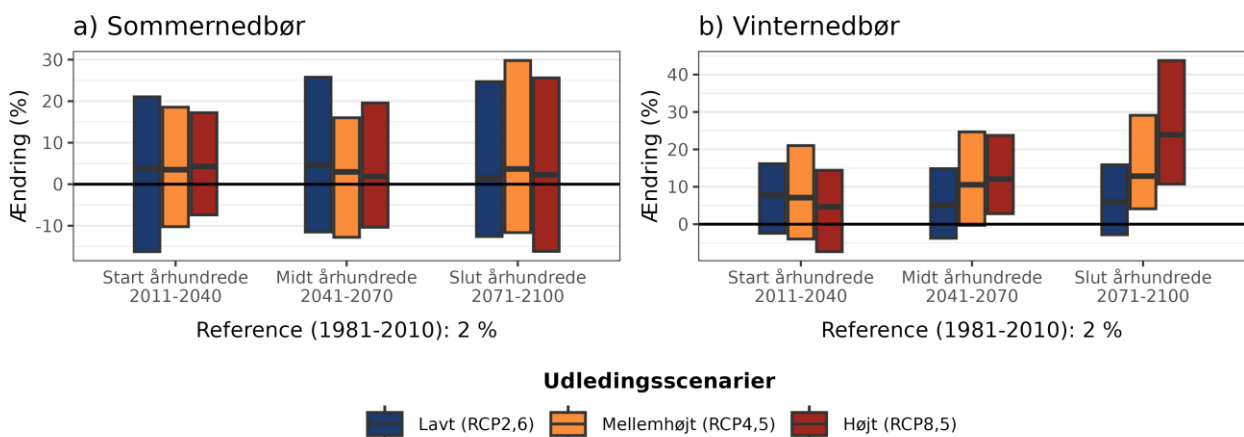 a) Sommernedbør
Ændring (%)
30
20
10
0
-10
Start århundrede
2011-2040
Midt århundrede
2041-2070
Slut århundrede
2071-2100
Reference (1981-2010): 2 %
b) Vinternedbør
Ændring (%)
40
30
20
10
0
Start århundrede
2011-2040
Midt århundrede
2041-2070
Slut århundrede
2071-2100
Reference (1981-2010): 2 %
Udledingsscenarier
Lavt (RCP2,6)
Mellemhøjt (RCP4,5)
Højt (RCP8,5)